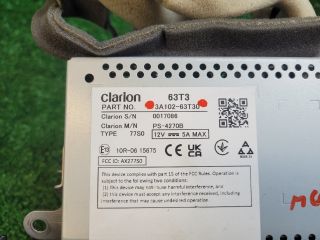 clarion 63T3
PART NO. 3A102-63T30
Clarion S/N 0017086
Clarion M/N PS-4270B
TYPE 77S0 12V 5A MAX
10R-06 15675
CE UK CA
FCC ID: AX277S0
This device complies with part 15 of the FCC Rules, Operation is
subject to the following two conditions:
(1)This device may not cause harmful interference,and
(2)this device must accept any interference received,including
interference that may cause undesired